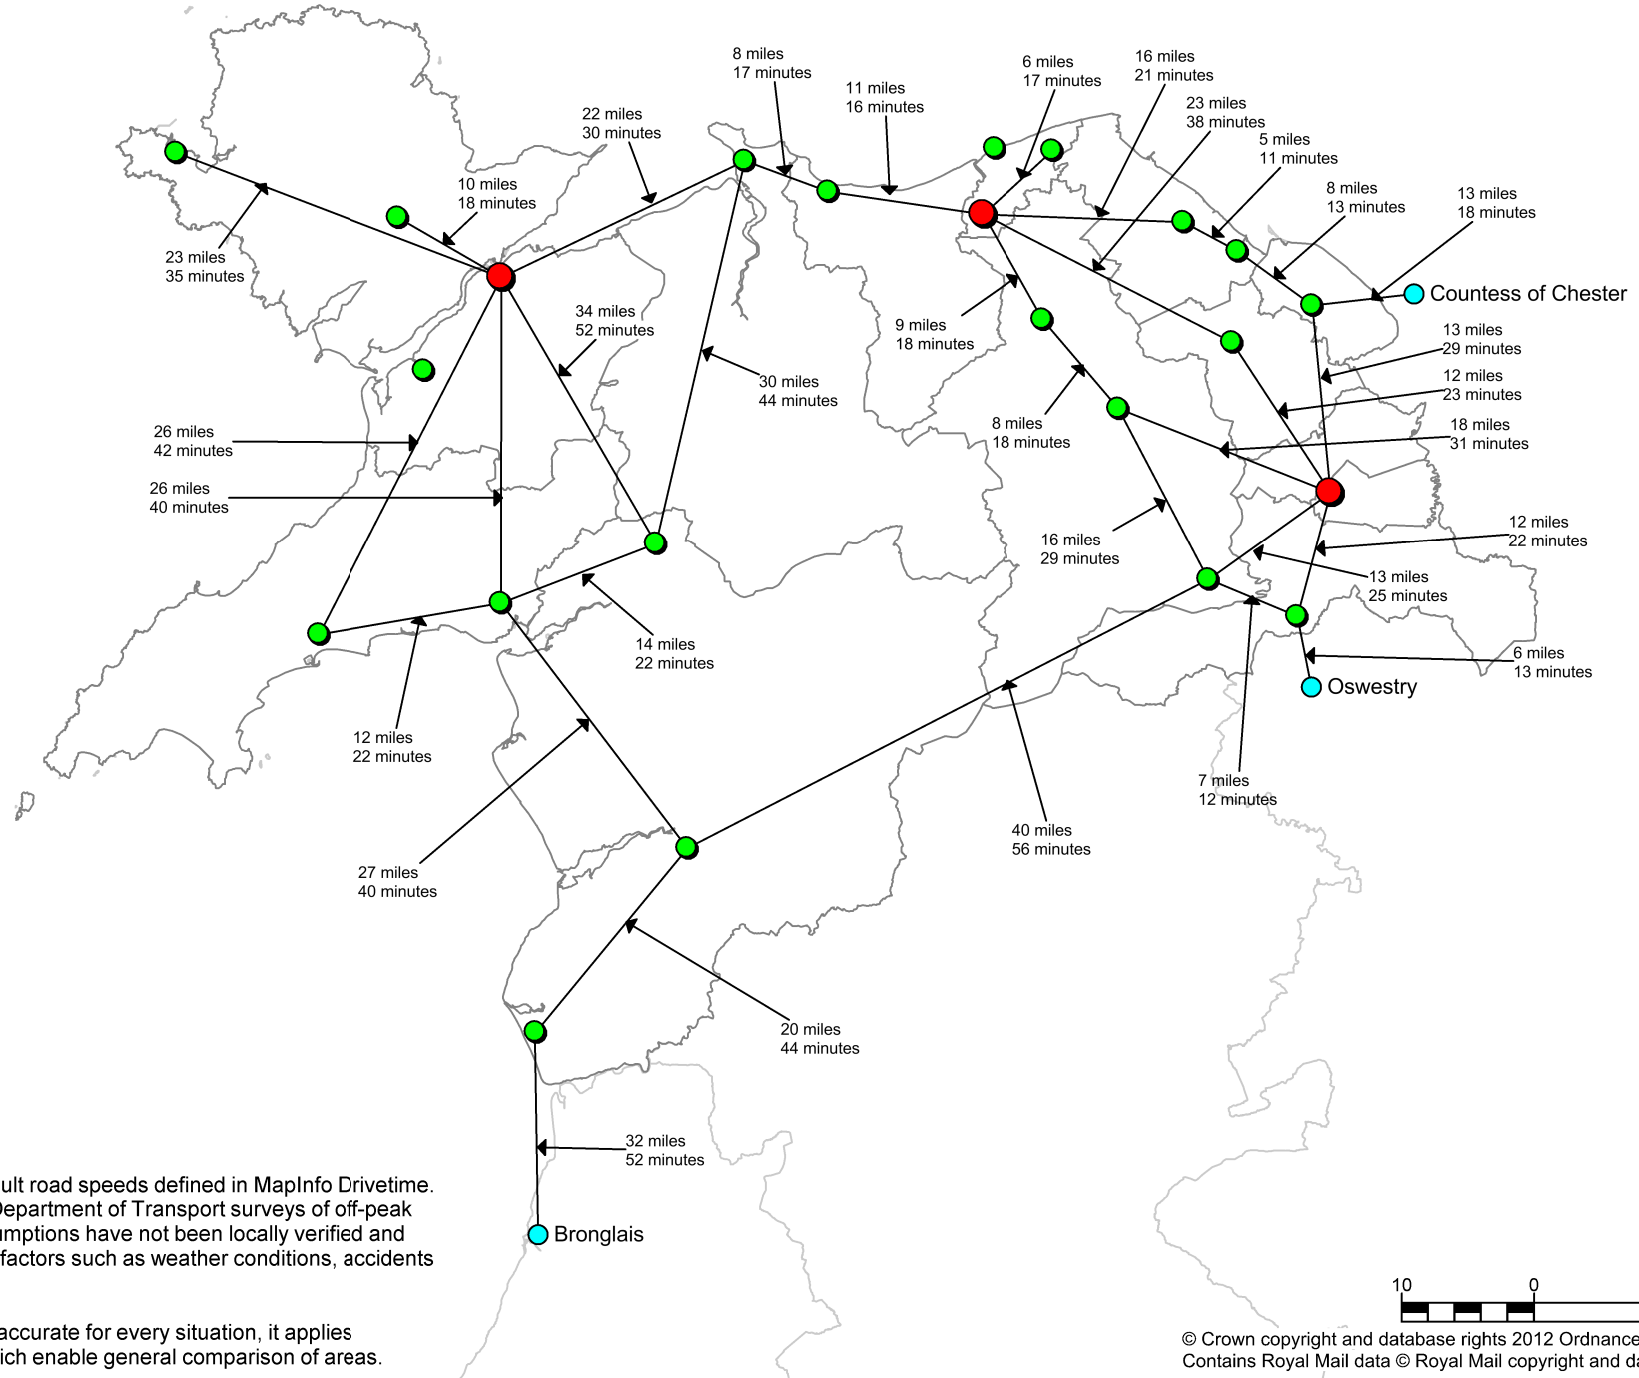 8 miles
17 minutes
6 miles
17 minutes
16 miles
21 minutes
11 miles
16 minutes
23 miles
38 minutes
22 miles
30 minutes
5 miles
11 minutes
10 miles
18 minutes
8 miles
13 minutes
13 miles
18 minutes
23 miles
35 minutes
Countess of Chester
34 miles
52 minutes
9 miles
18 minutes
13 miles
29 minutes
30 miles
44 minutes
12 miles
23 minutes
8 miles
18 minutes
18 miles
31 minutes
26 miles
42 minutes
26 miles
40 minutes
16 miles
29 minutes
12 miles
22 minutes
13 miles
25 minutes
14 miles
22 minutes
6 miles
13 minutes
Oswestry
12 miles
22 minutes
7 miles
12 minutes
40 miles
56 minutes
27 miles
40 minutes
20 miles
44 minutes
32 miles
52 minutes
Bronglais
ult road speeds defined in MapInfo Drivetime.
Department of Transport surveys of off-peak
umptions have not been locally verified and
factors such as weather conditions, accidents
accurate for every situation, it applies
ich enable general comparison of areas.
10 0
© Crown copyright and database rights 2012 Ordnance
Contains Royal Mail data © Royal Mail copyright and da